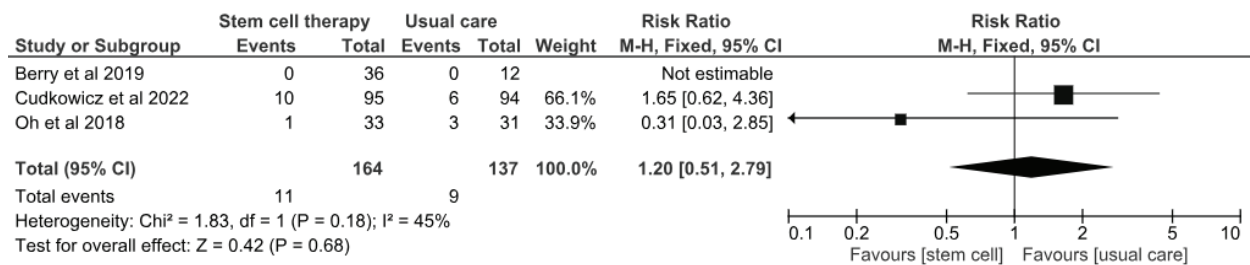 Stem cell therapy Usual care Risk Ratio Risk Ratio
Study or Subgroup Events Total Events Total Weight M-H, Fixed, 95% CI M-H, Fixed, 95% CI
Berry et al 2019 0 36 0 12 Not estimable
Cudkowicz et al 2022 10 95 6 94 66.1% 1.65 [0.62, 4.36]
Oh et al 2018 1 33 3 31 33.9% 0.31 [0.03, 2.85]
Total (95% CI) 164 137 100.0% 1.20 [0.51, 2.79]
Total events 11 9
Heterogeneity: Chi² = 1.83, df = 1 (P = 0.18); I² = 45%
Test for overall effect: Z = 0.42 (P = 0.68)
0.1 0.2 0.5 1 2 5 10
Favours [stem cell] Favours [usual care]